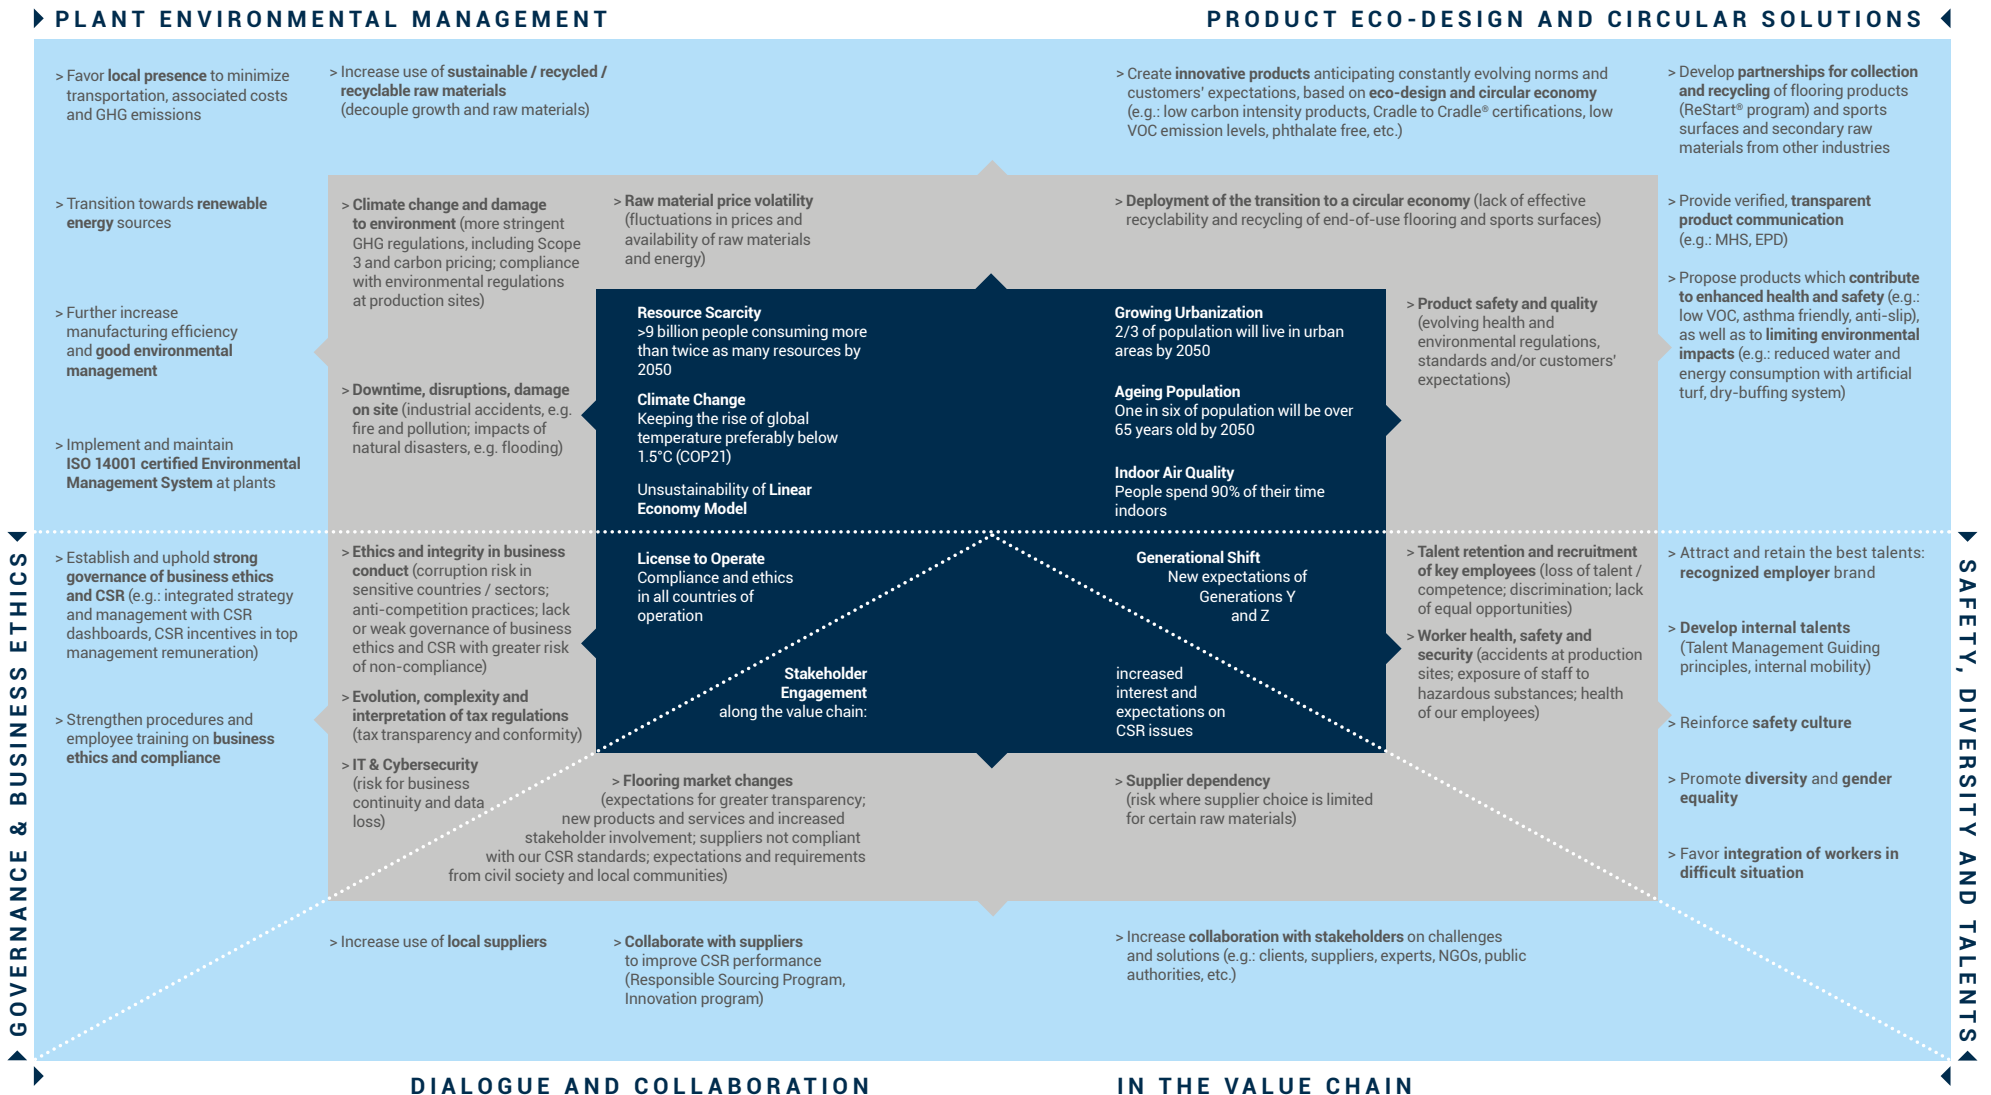 PLANT ENVIRONMENTAL MANAGEMENT
PRODUCT ECO-DESIGN AND CIRCULAR SOLUTIONS
> Favor local presence to minimize
transportation, associated costs
and GHG emissions
> Increase use of sustainable / recycled /
recyclable raw materials
(decouple growth and raw materials)
> Create innovative products anticipating constantly evolving norms and
customers’ expectations, based on eco-design and circular economy
(e.g.: low carbon intensity products, Cradle to Cradle® certifications, low
VOC emission levels, phthalate free, etc.)
> Develop partnerships for collection
and recycling of flooring products
(ReStart® program) and sports
surfaces and secondary raw
materials from other industries
> Transition towards renewable
energy sources
> Further increase
manufacturing efficiency
and good environmental
management
> Implement and maintain
ISO 14001 certified Environmental
Management System at plants
> Climate change and damage
to environment (more stringent
GHG regulations, including Scope
3 and carbon pricing; compliance
with environmental regulations
at production sites)
> Downtime, disruptions, damage
on site (industrial accidents, e.g.
fire and pollution; impacts of
natural disasters, e.g. flooding)
> Raw material price volatility
(fluctuations in prices and
availability of raw materials
and energy)
> Deployment of the transition to a circular economy (lack of effective
recyclability and recycling of end-of-use flooring and sports surfaces)
> Product safety and quality
(evolving health and
environmental regulations,
standards and/or customers’
expectations)
> Provide verified, transparent
product communication
(e.g.: MHS, EPD)
> Propose products which contribute
to enhanced health and safety (e.g.:
low VOC, asthma friendly, anti-slip),
as well as to limiting environmental
impacts (e.g.: reduced water and
energy consumption with artificial
turf, dry-buffing system)
Resource Scarcity
>9 billion people consuming more
than twice as many resources by
2050
Climate Change
Keeping the rise of global
temperature preferably below
1.5°C (COP21)
Unsustainability of Linear
Economy Model
Growing Urbanization
2/3 of population will live in urban
areas by 2050
Ageing Population
One in six of population will be over
65 years old by 2050
Indoor Air Quality
People spend 90% of their time
indoors
GOVERNANCE & BUSINESS ETHICS
> Establish and uphold strong
governance of business ethics
and CSR (e.g.: integrated strategy
and management with CSR
dashboards, CSR incentives in top
management remuneration)
> Strengthen procedures and
employee training on business
ethics and compliance
> Ethics and integrity in business
conduct (corruption risk in
sensitive countries / sectors;
anti-competition practices; lack
or weak governance of business
ethics and CSR with greater risk
of non-compliance)
> Evolution, complexity and
interpretation of tax regulations
(tax transparency and conformity)
> IT & Cybersecurity
(risk for business
continuity and data
loss)
License to Operate
Compliance and ethics
in all countries of
operation
Generational Shift
New expectations of
Generations Y
and Z
Stakeholder
Engagement
along the value chain:
increased
interest and
expectations on
CSR issues
> Talent retention and recruitment
of key employees (loss of talent /
competence; discrimination; lack
of equal opportunities)
> Worker health, safety and
security (accidents at production
sites; exposure of staff to
hazardous substances; health
of our employees)
> Attract and retain the best talents:
recognized employer brand
> Develop internal talents
(Talent Management Guiding
principles, internal mobility)
> Reinforce safety culture
> Promote diversity and gender
equality
> Favor integration of workers in
difficult situation
SAFETY, DIVERSITY AND TALENTS
> Flooring market changes
(expectations for greater transparency;
new products and services and increased
stakeholder involvement; suppliers not compliant
with our CSR standards; expectations and requirements
from civil society and local communities)
> Supplier dependency
(risk where supplier choice is limited
for certain raw materials)
> Increase use of local suppliers
> Collaborate with suppliers
to improve CSR performance
(Responsible Sourcing Program,
Innovation program)
> Increase collaboration with stakeholders on challenges
and solutions (e.g.: clients, suppliers, experts, NGOs, public
authorities, etc.)
DIALOGUE AND COLLABORATION
IN THE VALUE CHAIN